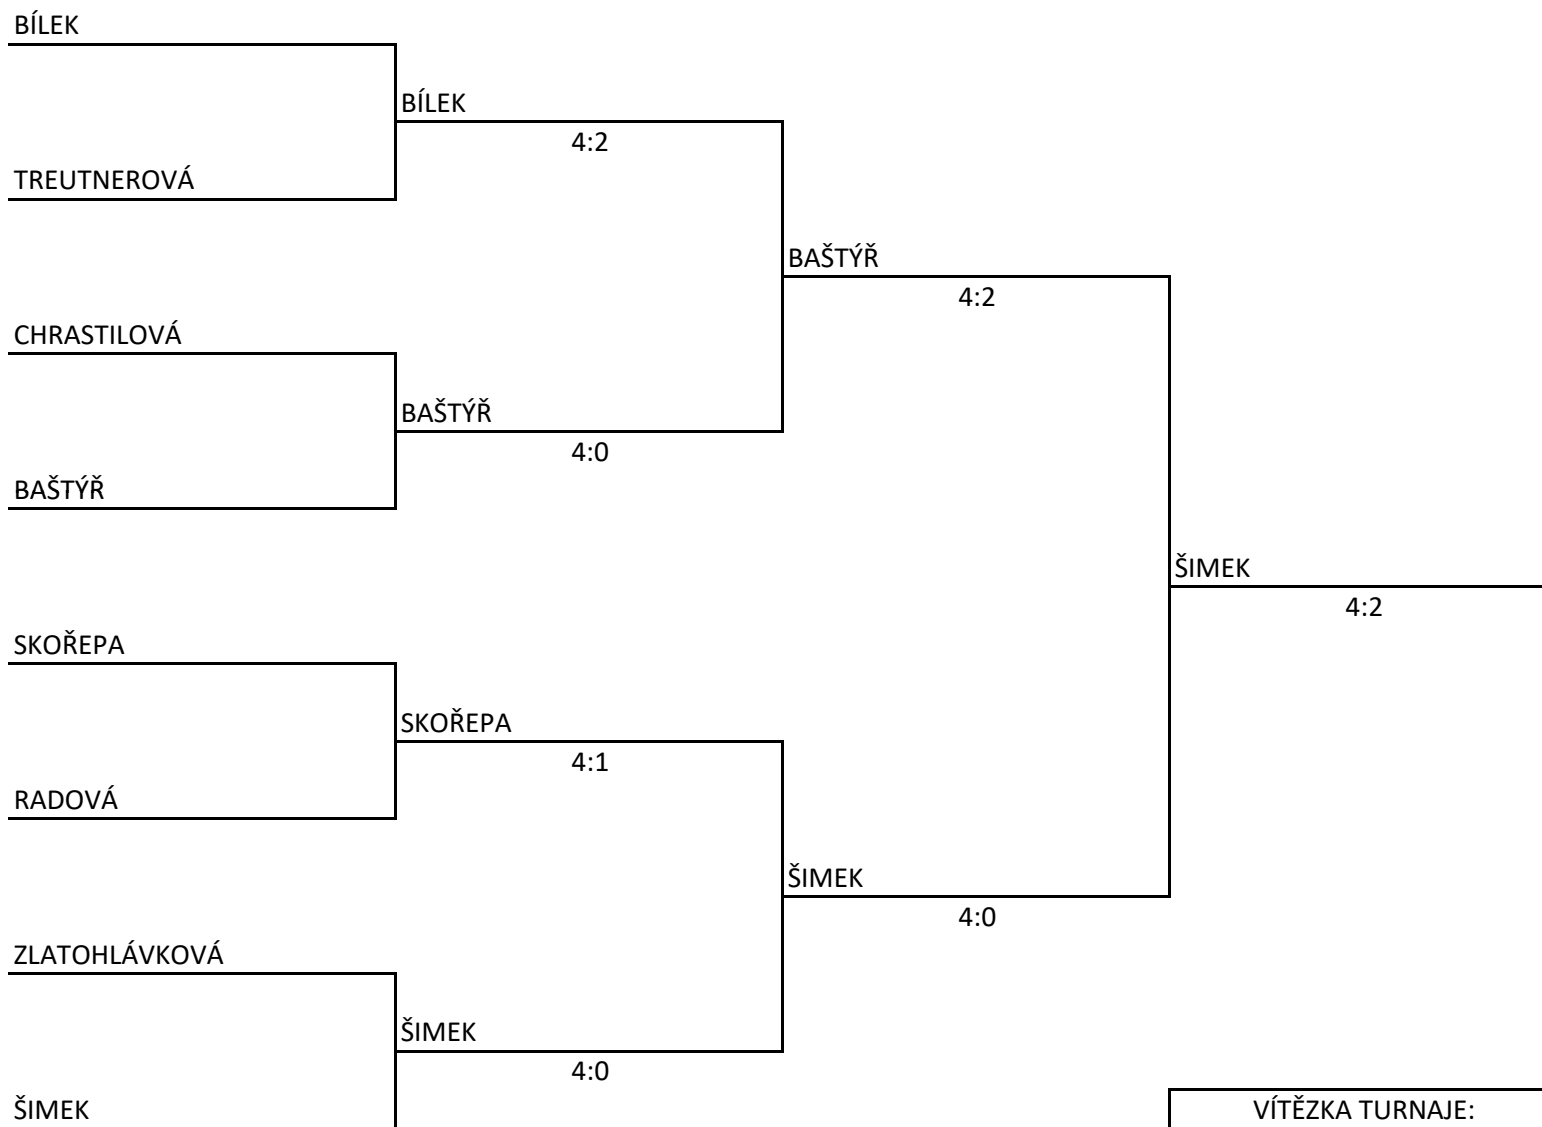 BÍLEK
BÍLEK
4:2
TREUTNEROVÁ
BAŠTÝŘ
4:2
CHRASTILOVÁ
BAŠTÝŘ
4:0
BAŠTÝŘ
ŠIMEK
4:2
SKOŘEPA
SKOŘEPA
4:1
RADOVÁ
ŠIMEK
4:0
ZLATOHLÁVKOVÁ
ŠIMEK
4:0
ŠIMEK
VÍTĚZKA TURNAJE: